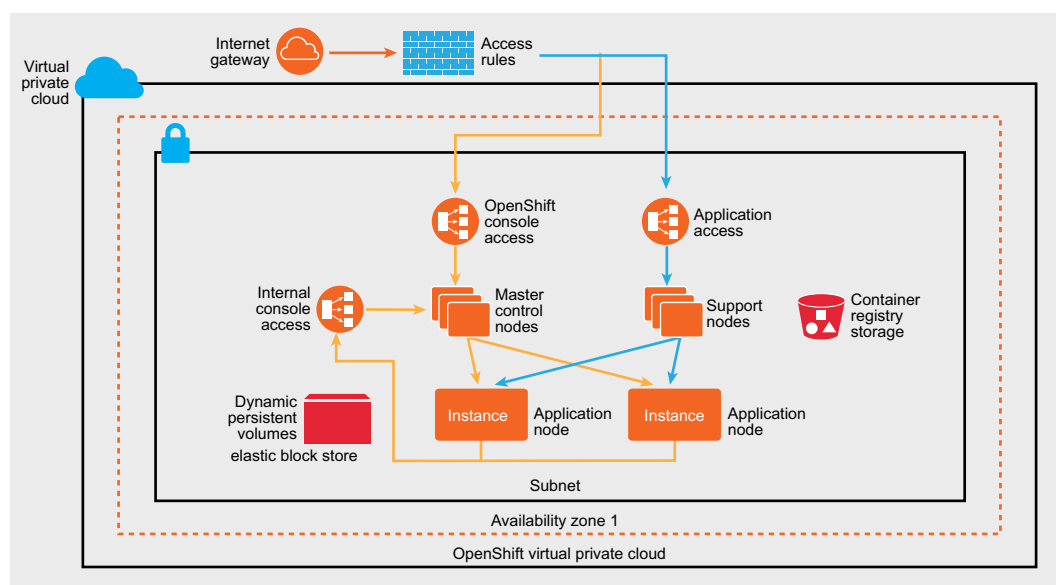 Internet
gateway
Access
rules
Virtual
private
cloud
OpenShift
console
access
Application
access
Internal
console
access
Master
control
nodes
Support
nodes
Container
registry
storage
Dynamic
persistent
volumes
elastic block store
Instance
Application
node
Instance
Application
node
Subnet
Availability zone 1
OpenShift virtual private cloud